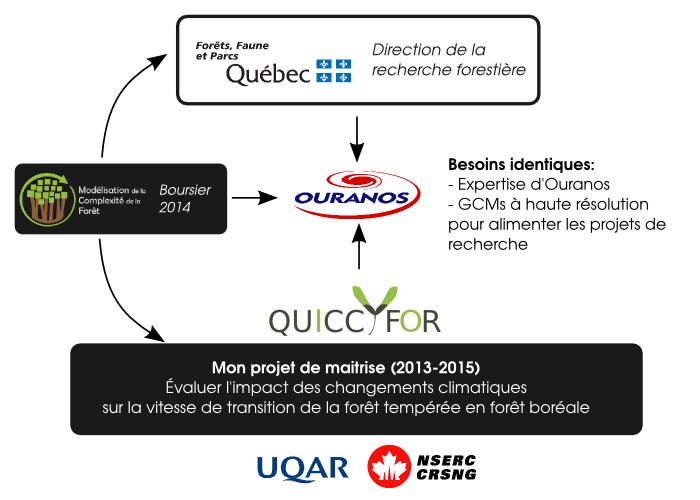 Forêts, Faune
et Parcs
Québec
Direction de la
recherche forestière
Modélisation de la
Complexité de la
Forêt
Boursier
2014
OURANOS
Besoins identiques:
- Expertise d'Ouranos
- GCMs à haute résolution
pour alimenter les projets de
recherche
QUICCFOR
Mon projet de maitrise (2013-2015)
Évaluer l'impact des changements climatiques
sur la vitesse de transition de la forêt tempérée en forêt boréale
UQAR
NSERC
CRSNG